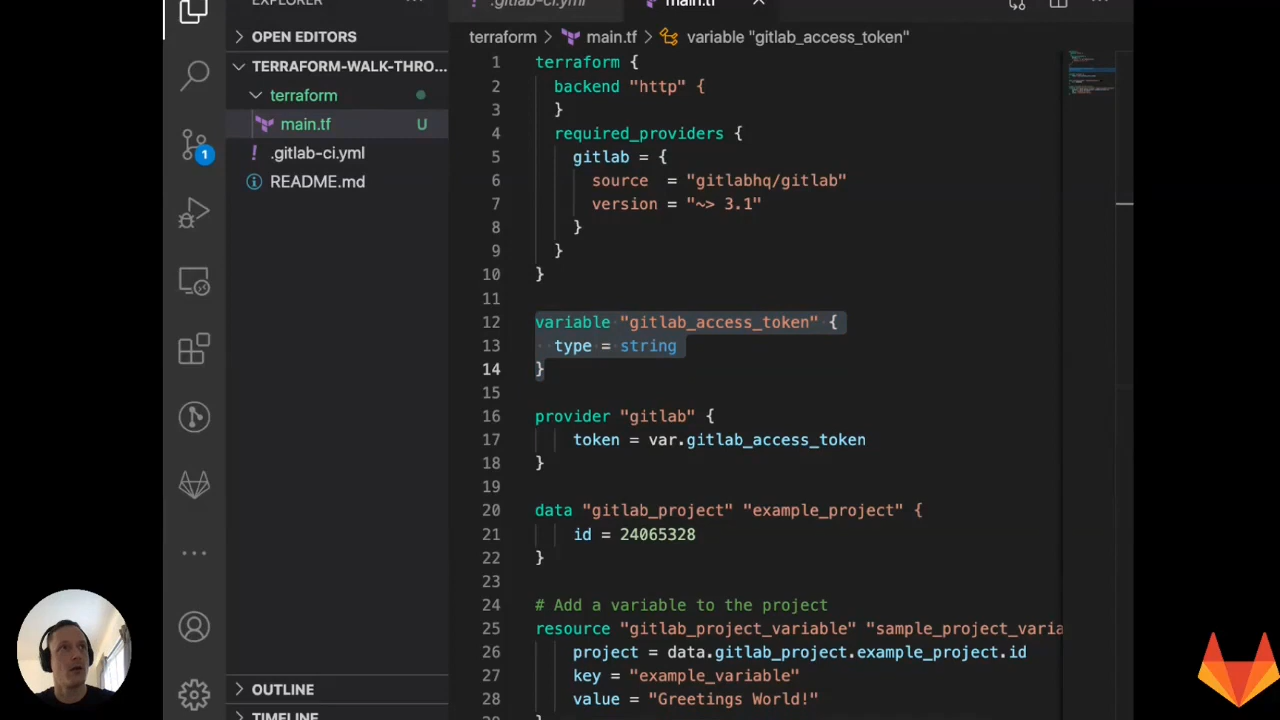 EXPLORER
.gitlab-ci.yml
main.tf
OPEN EDITORS
terraform > main.tf > variable "gitlab_access_token"
TERRAFORM-WALK-THRO...
terraform
main.tf U
.gitlab-ci.yml
README.md
1
1 terraform {
2 backend "http" {
3 }
4 required_providers {
5 gitlab = {
6 source = "gitlabhq/gitlab"
7 version = "~> 3.1"
8 }
9 }
10 }
11
12 variable "gitlab_access_token" {
13 type = string
14 }
15
16 provider "gitlab" {
17 token = var.gitlab_access_token
18 }
19
20 data "gitlab_project" "example_project" {
21 id = 24065328
22 }
23
24 # Add a variable to the project
25 resource "gitlab_project_variable" "sample_project_varia
26 project = data.gitlab_project.example_project.id
27 key = "example_variable"
28 value = "Greetings World!"
OUTLINE
TIMELINE